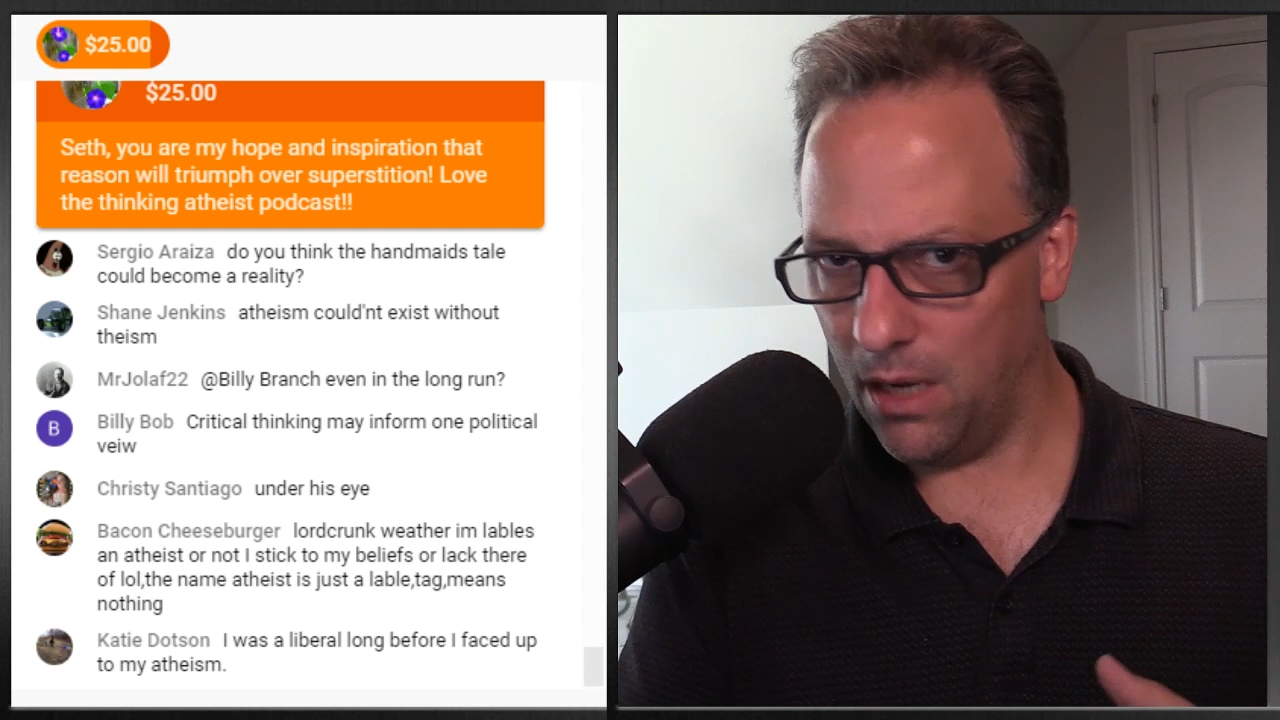 $25.00
$25.00
Seth, you are my hope and inspiration that
reason will triumph over superstition! Love
the thinking atheist podcast!!
Sergio Araiza do you think the handmaids tale
could become a reality?
Shane Jenkins atheism could'nt exist without
theism
MrJolaf22 @Billy Branch even in the long run?
B Billy Bob Critical thinking may inform one political
veiw
Christy Santiago under his eye
Bacon Cheeseburger lordcrunk weather im lables
an atheist or not I stick to my beliefs or lack there
of lol,the name atheist is just a lable,tag,means
nothing
Katie Dotson I was a liberal long before I faced up
to my atheism.